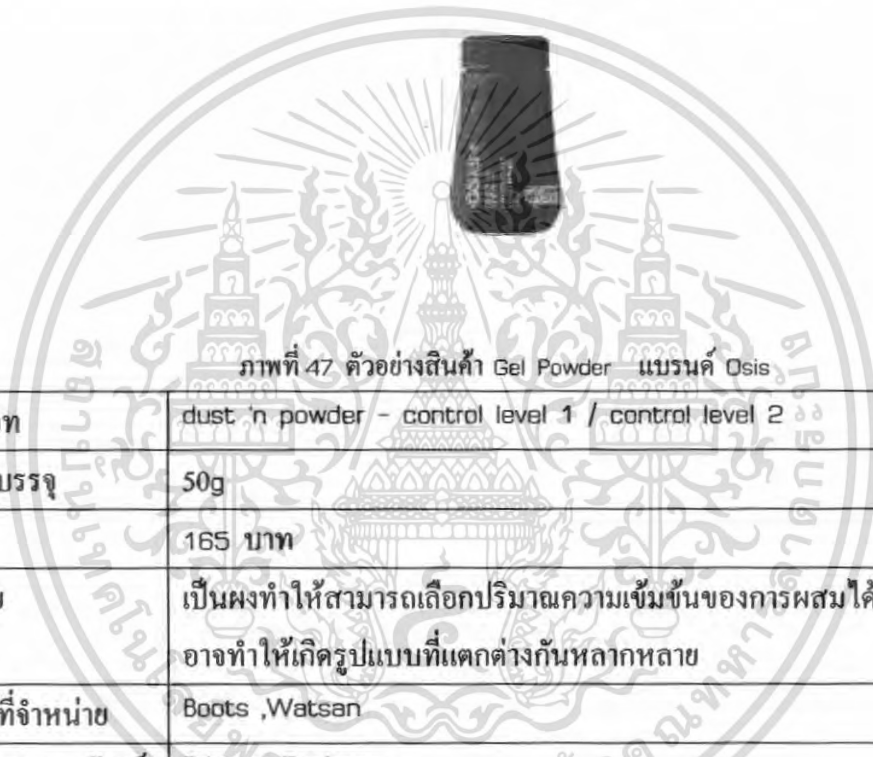 ภาพที่ 47 ตัวอย่างสินค้า Gel Powder แบรนด์ Osis
dust 'n powder - control level 1 / control level 2
บรรจุ 50g
165 บาท
เป็นผงทำให้สามารถเลือกปริมาณความเข้มข้นของการผสมได้
อาจทำให้เกิดรูปแบบที่แตกต่างกันหลากหลาย
ที่จำหน่าย Boots ,Watsan